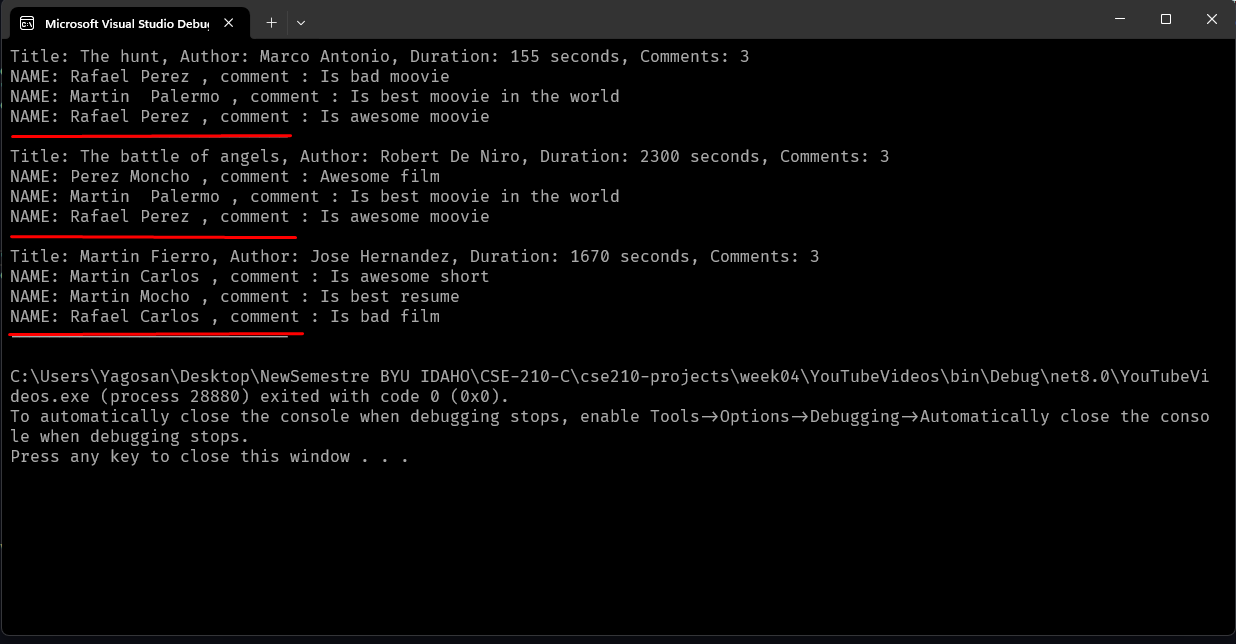 Microsoft Visual Studio Debu
Title: The hunt, Author: Marco Antonio, Duration: 155 seconds, Comments: 3
NAME: Rafael Perez , comment : Is bad moovie
NAME: Martin  Palermo , comment : Is best moovie in the world
NAME: Rafael Perez , comment : Is awesome moovie
Title: The battle of angels, Author: Robert De Niro, Duration: 2300 seconds, Comments: 3
NAME: Perez Moncho , comment : Awesome film
NAME: Martin  Palermo , comment : Is best moovie in the world
NAME: Rafael Perez , comment : Is awesome moovie
Title: Martin Fierro, Author: Jose Hernandez, Duration: 1670 seconds, Comments: 3
NAME: Martin Carlos , comment : Is awesome short
NAME: Martin Mocho , comment : Is best resume
NAME: Rafael Carlos , comment : Is bad film
C:\Users\Yagosan\Desktop\NewSemestre BYU IDAHO\CSE-210-C\cse210-projects\week04\YouTubeVideos\bin\Debug\net8.0\YouTubeVi
deos.exe (process 28880) exited with code 0 (0x0).
To automatically close the console when debugging stops, enable Tools->Options->Debugging->Automatically close the conso
le when debugging stops.
Press any key to close this window . . .